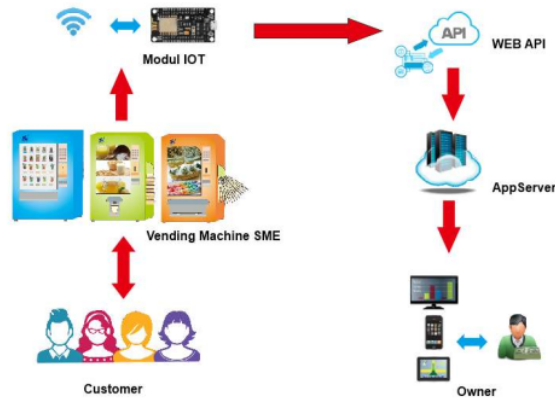 Modul IOT
API
WEB API
Vending Machine SME
AppServer
Customer
Owner